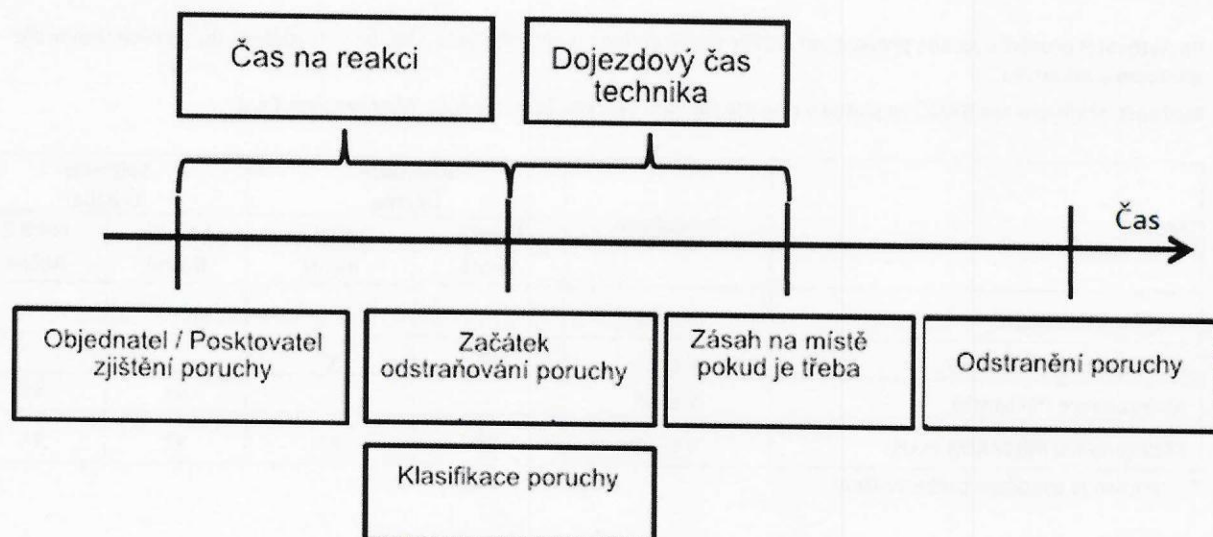 Čas na reakci
Dojezdový čas
technika
Čas
Objednatel / Posktovatel
zjištění poruchy
Začátek
odstraňování poruchy
Zásah na místě
pokud je třeba
Odstranění poruchy
Klasifikace poruchy